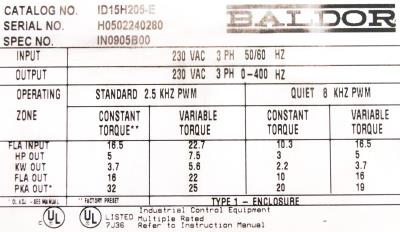 CATALOG NO. ID15H205-E
BALDOR
SERIAL NO. H0502240280
SPEC NO. IN0905B00
INPUT 230 VAC 3 PH 50/60 HZ
OUTPUT 230 VAC 3 PH 0-400 HZ
OPERATING STANDARD 2.5 KHZ PWM QUIET 8 KHZ PWM
ZONE CONSTANT VARIABLE CONSTANT VARIABLE
TORQUE** TORQUE TORQUE TORQUE
FLA INPUT 16.5 22.7 10.3 16.5
HP OUT 5 7.5 3 5
KW OUT 3.7 5.6 2.2 3.7
FLA OUT 16 22 10 16
PKA OUT* 32 25 20 19
- SEE MANUAL **FACTORY PRESET TYPE 1 - ENCLOSURE
c UL UL LISTED Industrial Control Equipment
Multiple Rated
7J36 Refer to Instruction Manual